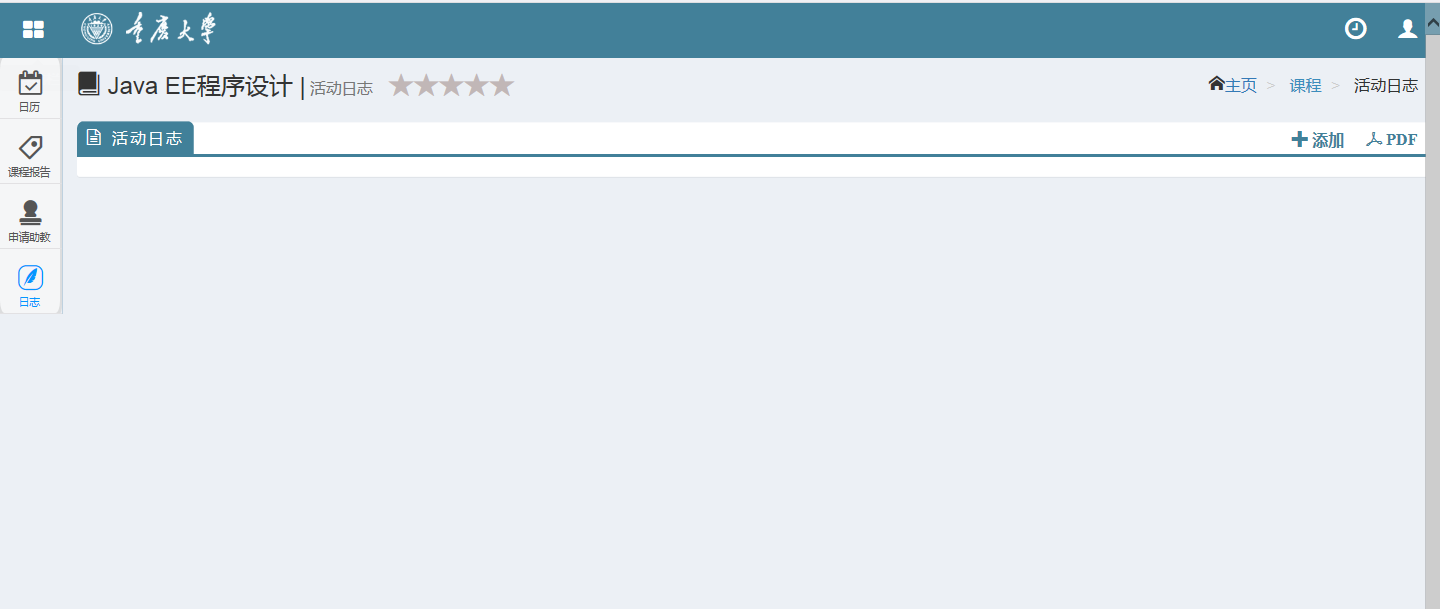 重庆大学
日历
课程报告
申请助教
日志
Java EE程序设计 | 活动日志
主页 > 课程 > 活动日志
活动日志
添加 PDF